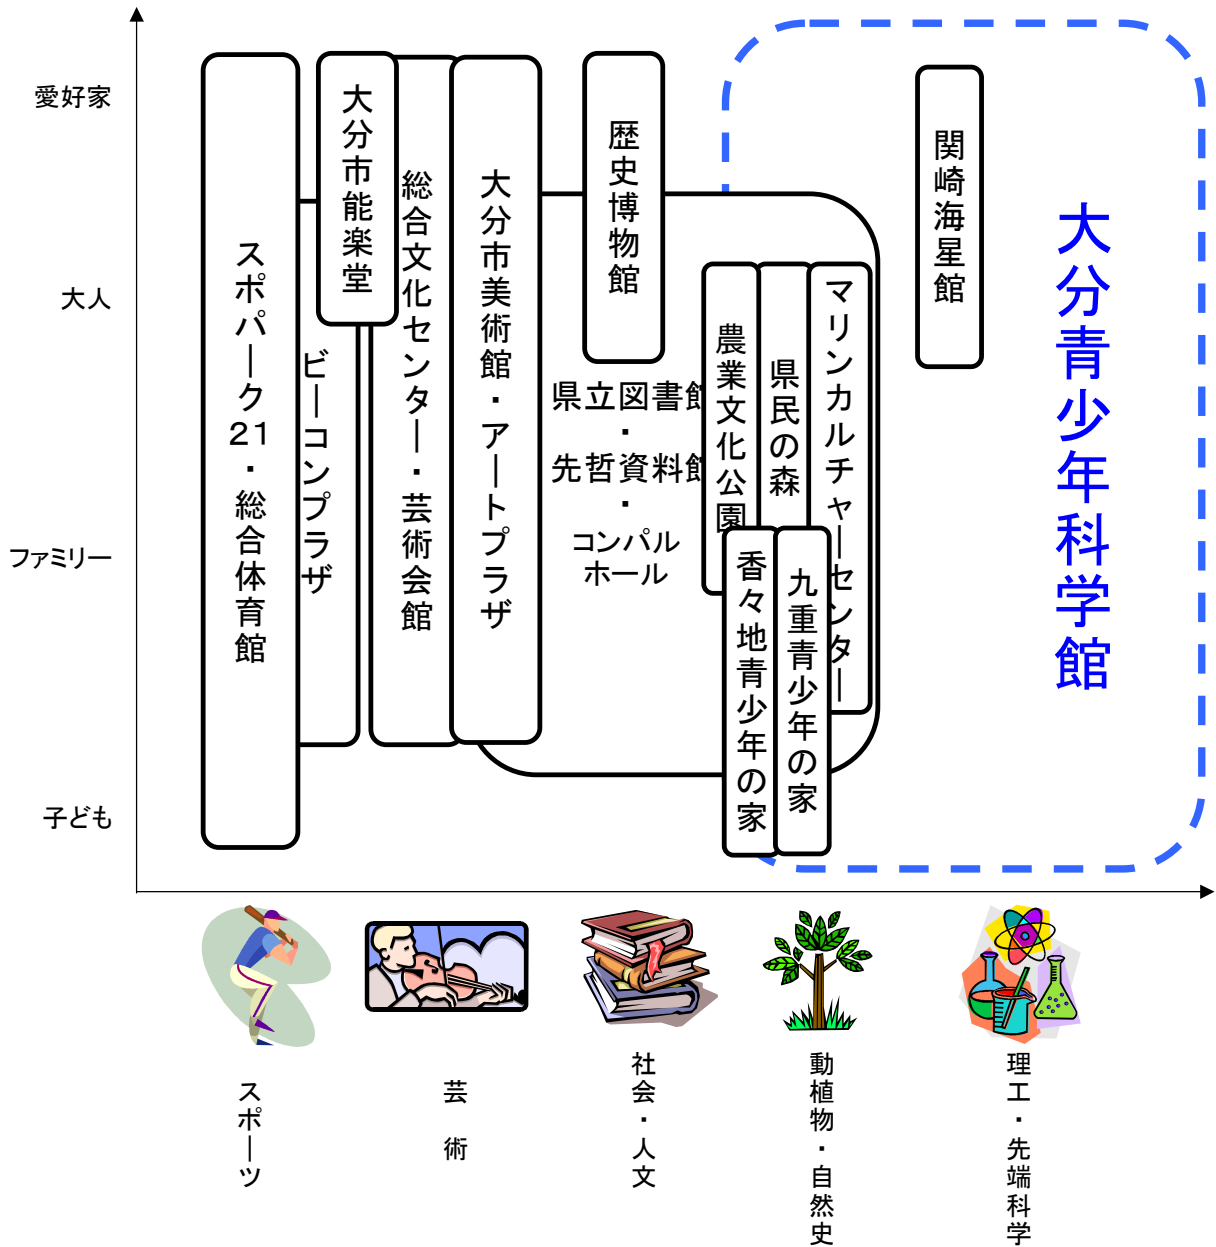 愛好家
大人
ファミリー
子ども
スポパーク21・総合体育館
ビーコンプラザ
大分市能楽堂
総合文化センター・芸術会館
大分市美術館・アートプラザ
歴史博物館
県立図書館
・
先哲資料館
・
コンパル
ホール
農業文化公園
県民の森
マリンカルチャーセンター
香々地青少年の家
九重青少年の家
関崎海星館
大分青少年科学館
スポーツ
芸術
社会・人文
動植物・自然史
理工・先端科学